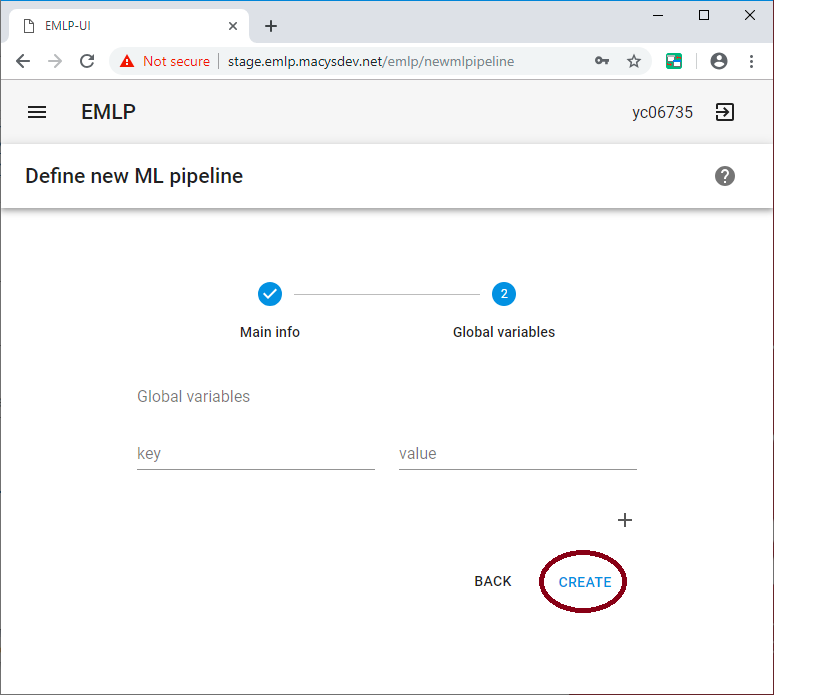 EMLP-UI
Not secure stage.emlp.macysdev.net/emlp/newmlpipeline
EMLP yc06735
Define new ML pipeline
2
Main info Global variables
Global variables
key value
BACK CREATE